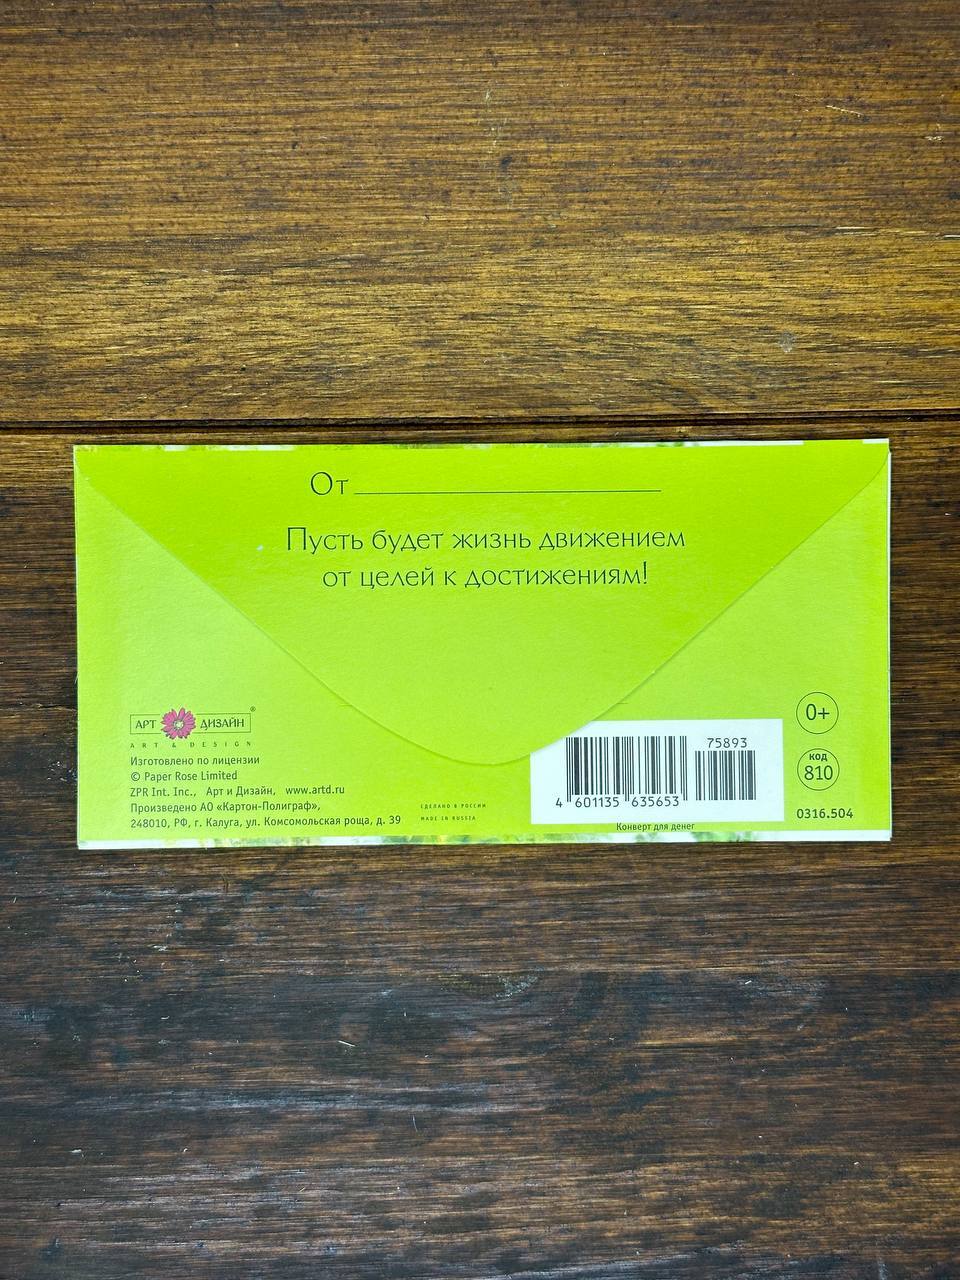 От
Пусть будет жизнь движением
от целей к достижениям!
АРТ ДИЗАЙН®
ART & DESIGN
Изготовлено по лицензии
© Paper Rose Limited
ZPR Int. Inc., Арт и Дизайн, www.artd.ru
Произведено АО «Картон-Полиграф»,
248010, РФ, г. Калуга, ул. Комсомольская роща, д. 39
СДЕЛАНО В РОССИИ
MADE IN RUSSIA
75893
4 601135 635653
Конверт для денег
0+
код
810
0316.504